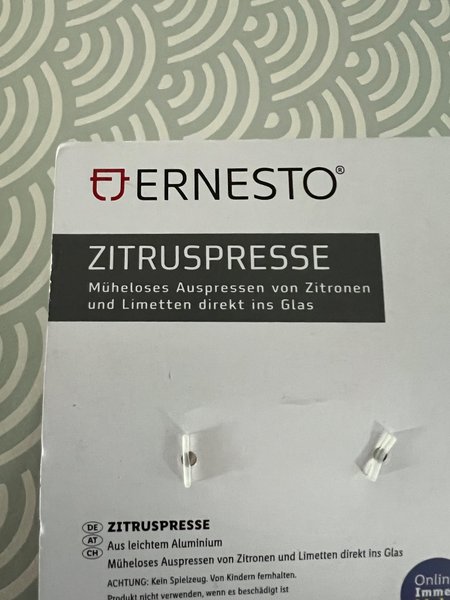 ERNESTO®
ZITRUSPRESSE
Müheloses Auspressen von Zitronen
und Limetten direkt ins Glas
DE ZITRUSPRESSE
AT Aus leichtem Aluminium
CH Müheloses Auspressen von Zitronen und Limetten direkt ins Glas
ACHTUNG: Kein Spielzeug. Von Kindern fernhalten.
Produkt nicht verwenden, wenn es beschädigt ist
Onlin
Imme